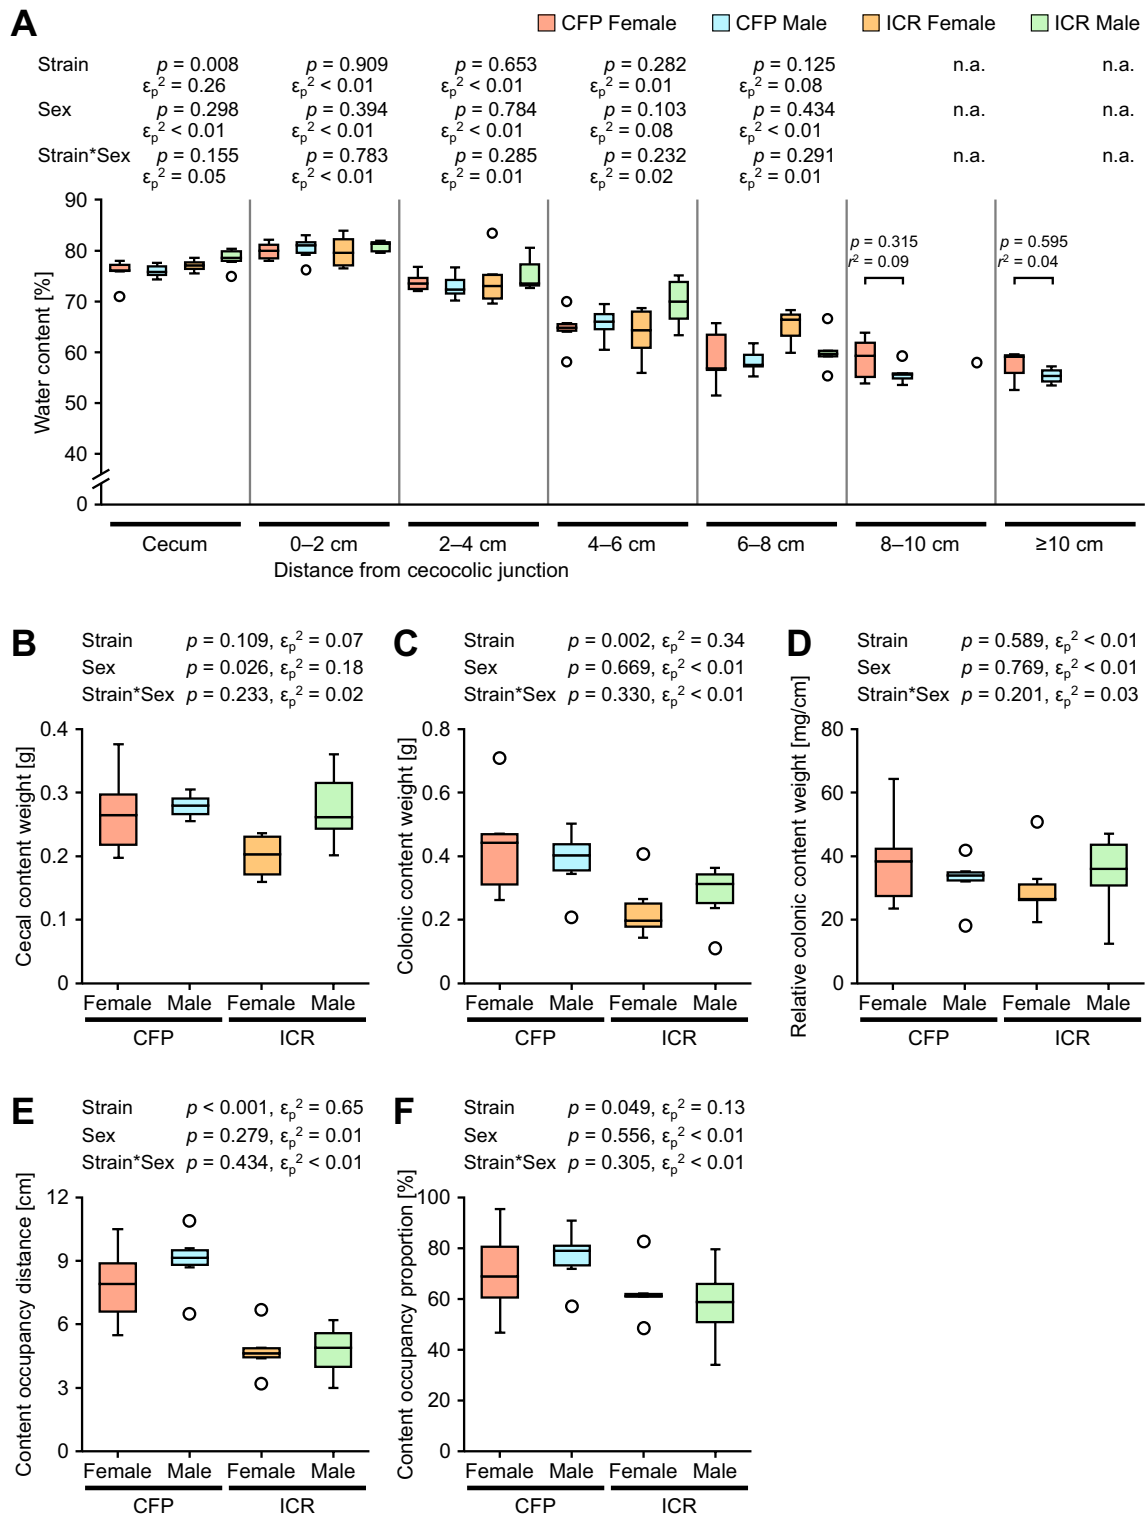 A
CFP Female CFP Male ICR Female ICR Male
Strain p = 0.008 p = 0.909 p = 0.653 p = 0.282 p = 0.125 n.a. n.a.
εp² = 0.26 εp² < 0.01 εp² < 0.01 εp² = 0.01 εp² = 0.08
Sex p = 0.298 p = 0.394 p = 0.784 p = 0.103 p = 0.434 n.a. n.a.
εp² < 0.01 εp² < 0.01 εp² < 0.01 εp² = 0.08 εp² < 0.01
Strain*Sex p = 0.155 p = 0.783 p = 0.285 p = 0.232 p = 0.291 n.a. n.a.
εp² = 0.05 εp² < 0.01 εp² = 0.01 εp² = 0.02 εp² = 0.01
Water content [%]
90
80
70
60
50
40
0
p = 0.315 p = 0.595
r² = 0.09 r² = 0.04
Cecum 0–2 cm 2–4 cm 4–6 cm 6–8 cm 8–10 cm ≥10 cm
Distance from cecocolic junction
B
Strain p = 0.109, εp² = 0.07
Sex p = 0.026, εp² = 0.18
Strain*Sex p = 0.233, εp² = 0.02
Cecal content weight [g]
0.4
0.3
0.2
0.1
0
Female Male Female Male
CFP ICR
C
Strain p = 0.002, εp² = 0.34
Sex p = 0.669, εp² < 0.01
Strain*Sex p = 0.330, εp² < 0.01
Colonic content weight [g]
0.8
0.6
0.4
0.2
0
Female Male Female Male
CFP ICR
D
Strain p = 0.589, εp² < 0.01
Sex p = 0.769, εp² < 0.01
Strain*Sex p = 0.201, εp² = 0.03
Relative colonic content weight [mg/cm]
80
60
40
20
0
Female Male Female Male
CFP ICR
E
Strain p < 0.001, εp² = 0.65
Sex p = 0.279, εp² = 0.01
Strain*Sex p = 0.434, εp² < 0.01
Content occupancy distance [cm]
12
9
6
3
0
Female Male Female Male
CFP ICR
F
Strain p = 0.049, εp² = 0.13
Sex p = 0.556, εp² < 0.01
Strain*Sex p = 0.305, εp² < 0.01
Content occupancy proportion [%]
100
80
60
40
20
0
Female Male Female Male
CFP ICR